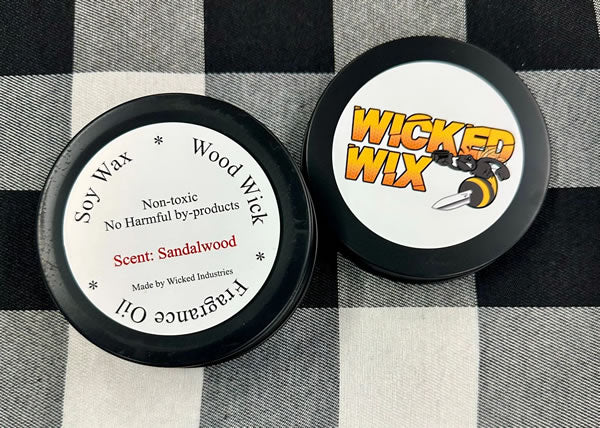 Soy Wax * Wood Wick * Fragrance Oil *
Non-toxic
No Harmful by-products
Scent: Sandalwood
Made by Wicked Industries
WICKED
WIX